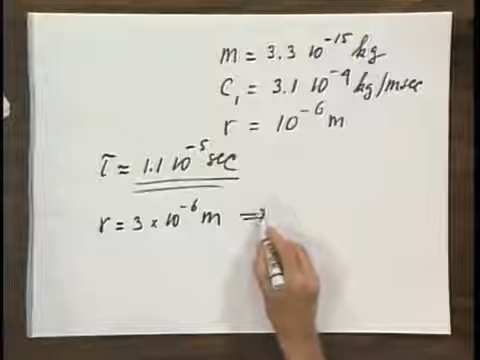 m = 3.3 10⁻¹⁵ kg
C₁ = 3.1 10⁻⁴ kg/msec
r = 10⁻⁶ m
τ = 1.1 10⁻⁵ sec
r = 3 × 10⁻⁶ m ⇒